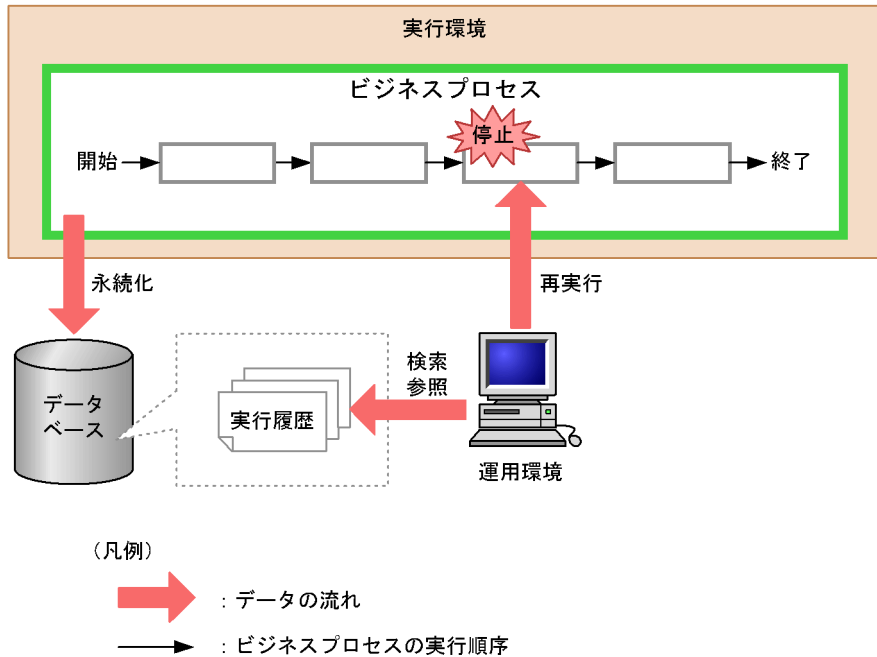 実行環境
ビジネスプロセス
停止
開始
終了
永続化
再実行
検索
参照
データ
ベース
実行履歴
運用環境
（凡例）
：データの流れ
：ビジネスプロセスの実行順序